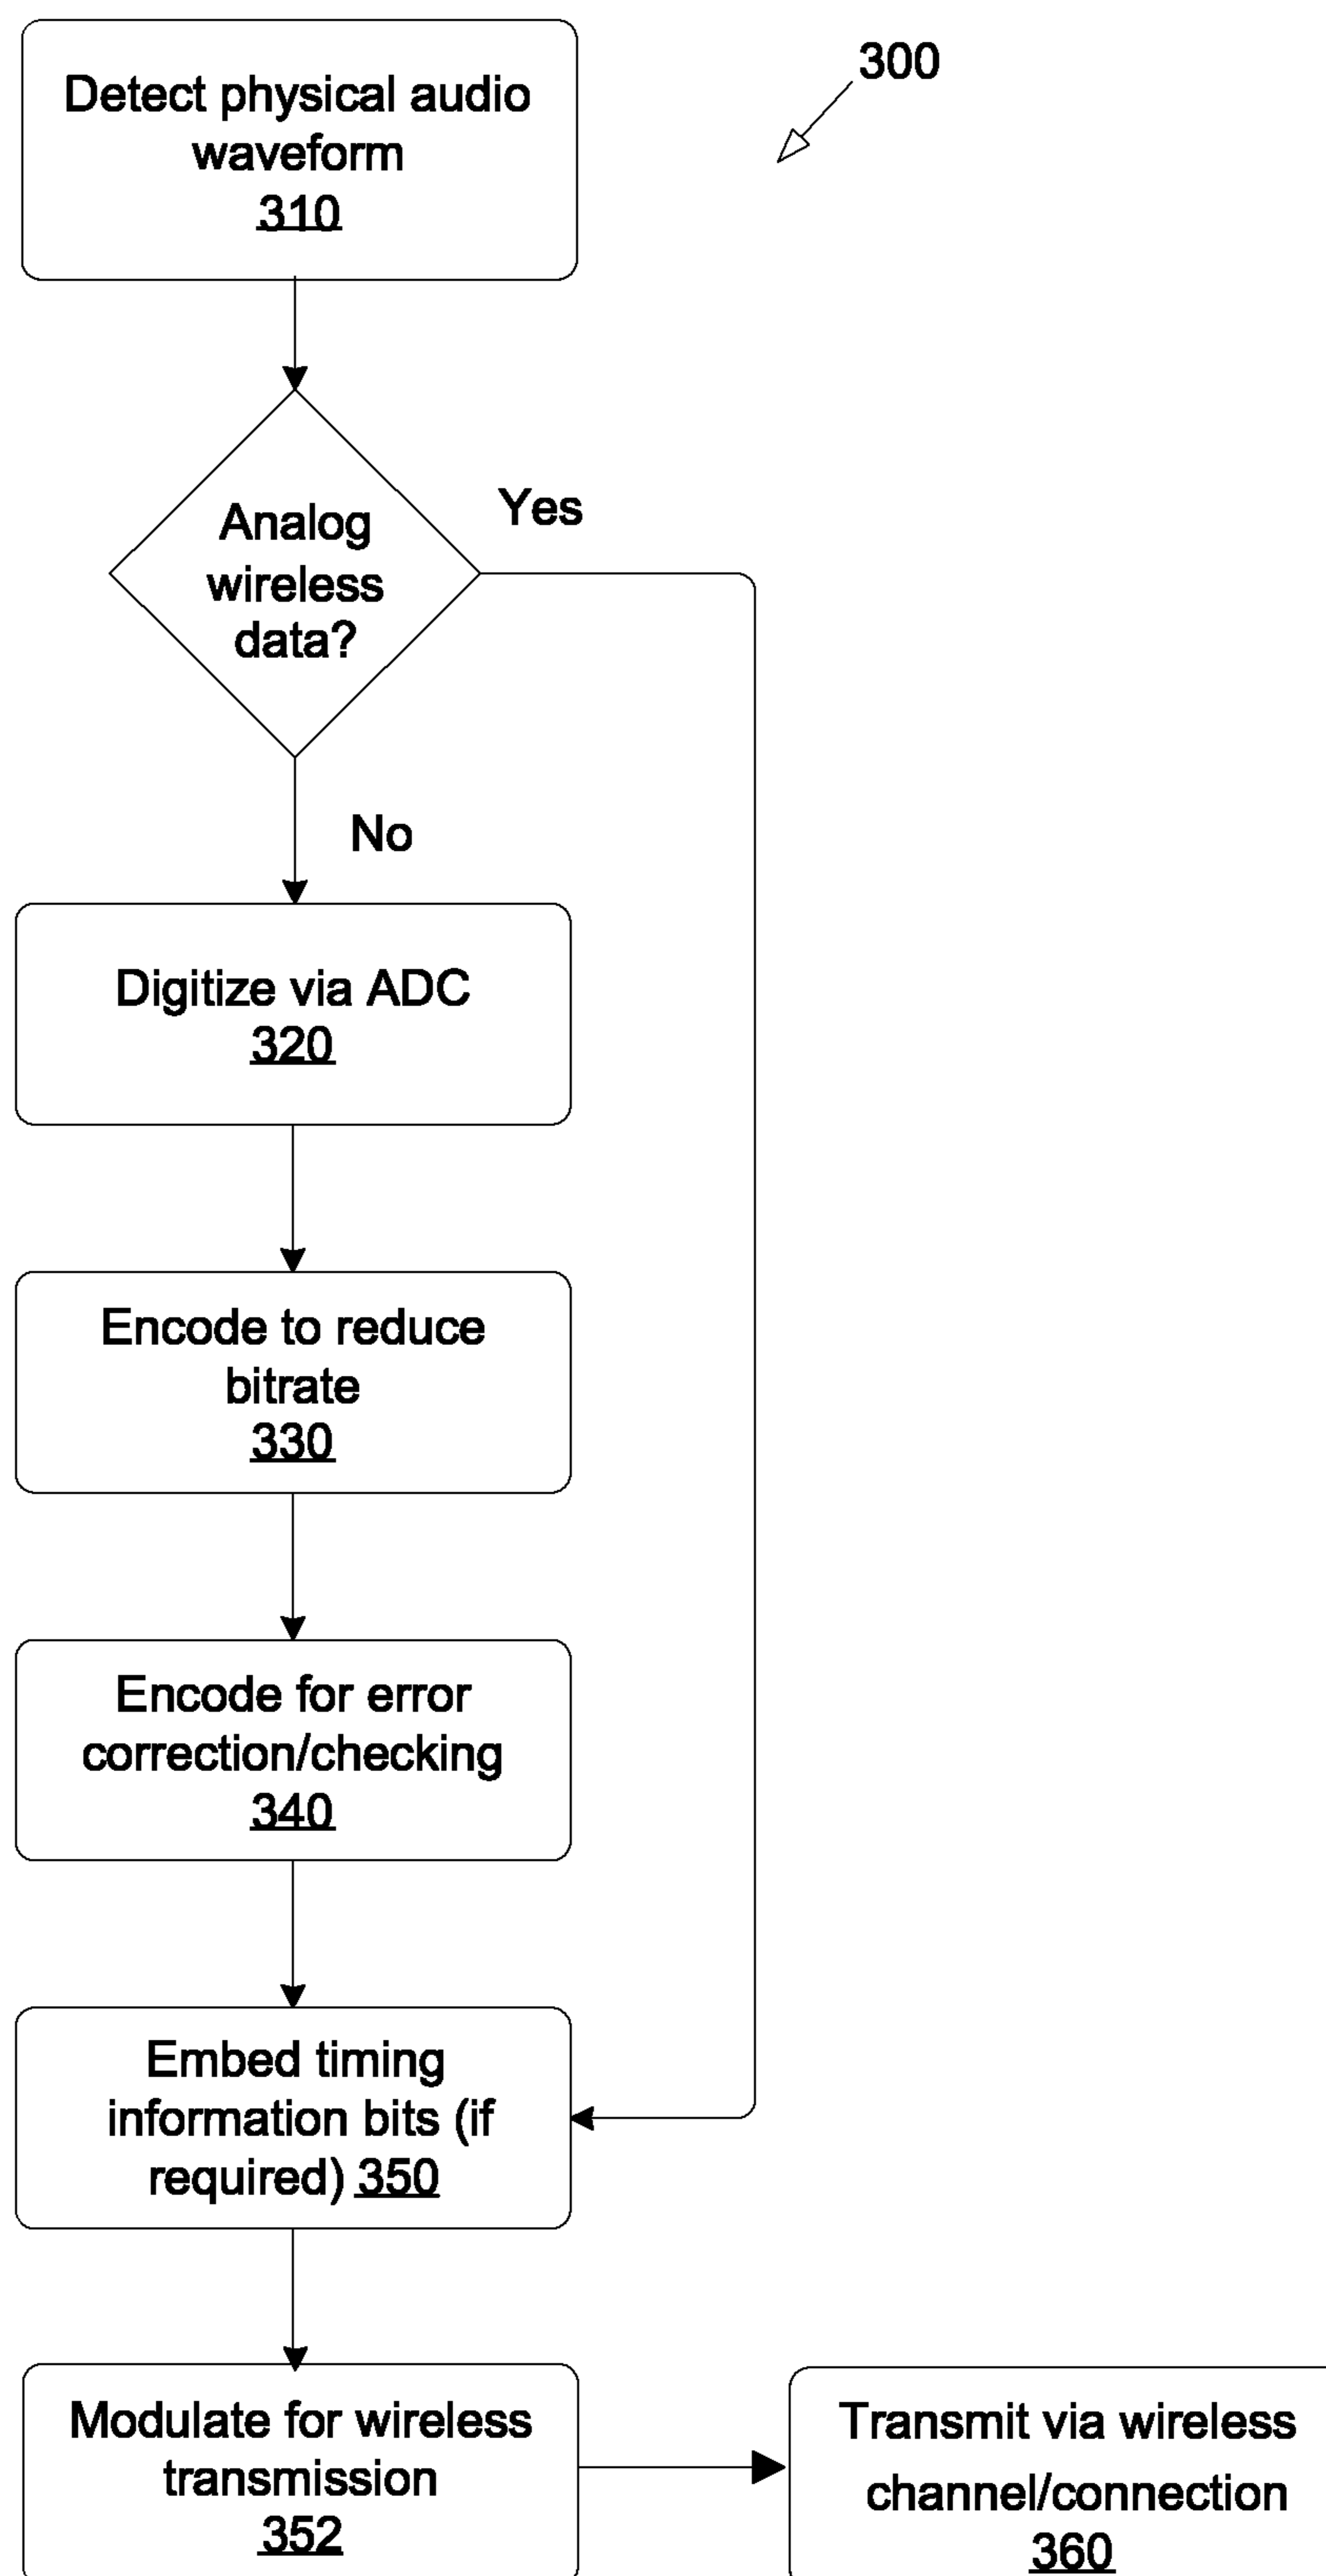 Detect physical audio
waveform
310
300
Analog
wireless
data?
Yes
No
Digitize via ADC
320
Encode to reduce
bitrate
330
Encode for error
correction/checking
340
Embed timing
information bits (if
required) 350
Modulate for wireless
transmission
352
Transmit via wireless
channel/connection
360